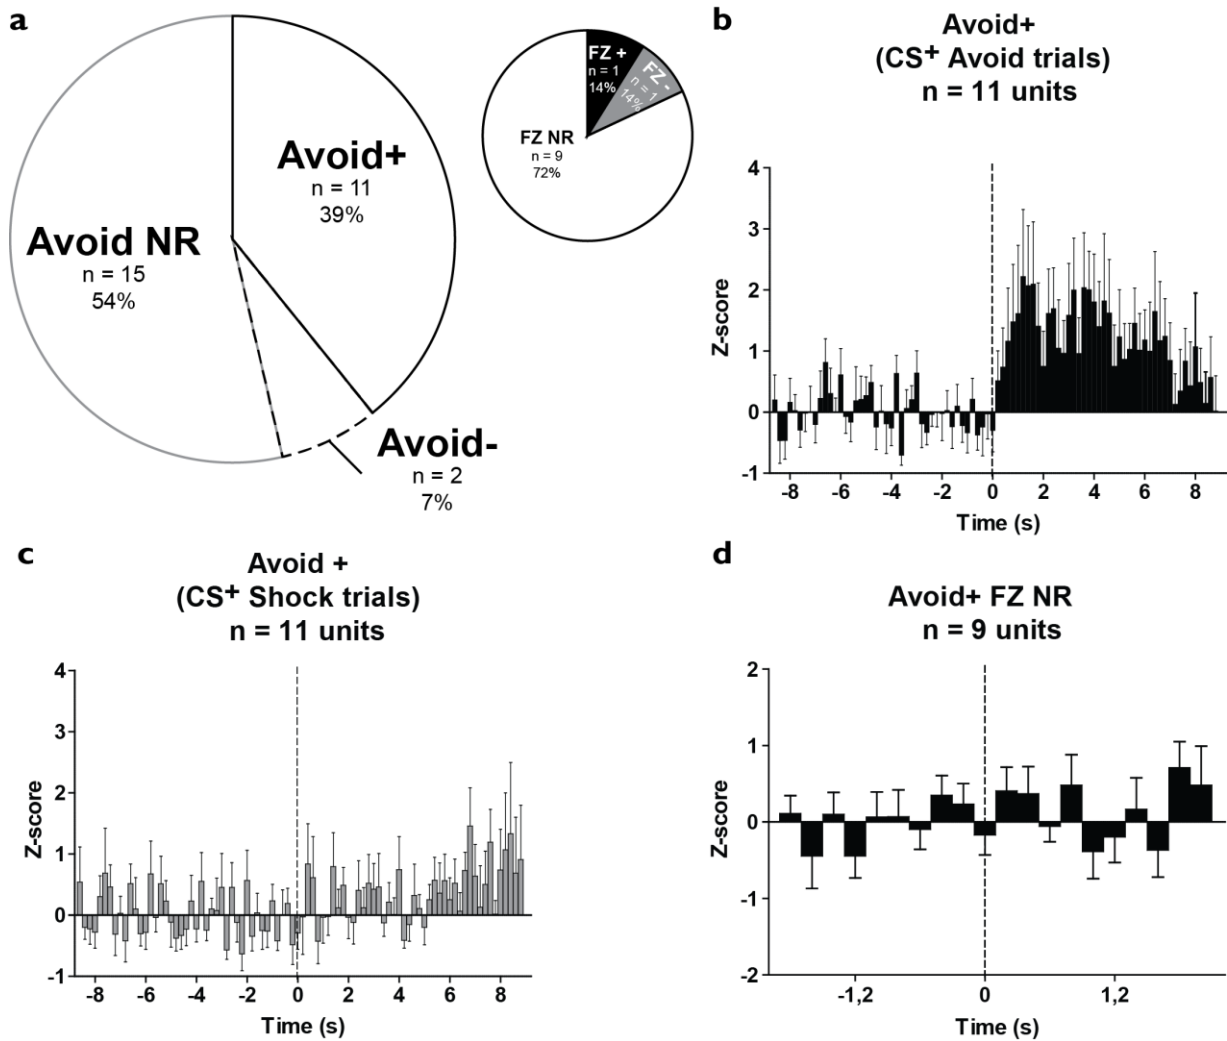 a
Avoid+
n = 11
39%
Avoid NR
n = 15
54%
Avoid-
n = 2
7%
FZ +
n = 1
14%
FZ -
n = 1
14%
FZ NR
n = 9
72%
b
Avoid+
(CS+ Avoid trials)
n = 11 units
Z-score
4
3
2
1
0
-1
-8 -6 -4 -2 0 2 4 6 8
Time (s)
c
Avoid +
(CS+ Shock trials)
n = 11 units
Z-score
4
3
2
1
0
-1
-8 -6 -4 -2 0 2 4 6 8
Time (s)
d
Avoid+ FZ NR
n = 9 units
Z-score
2
1
0
-1
-2
-1,2 0 1,2
Time (s)